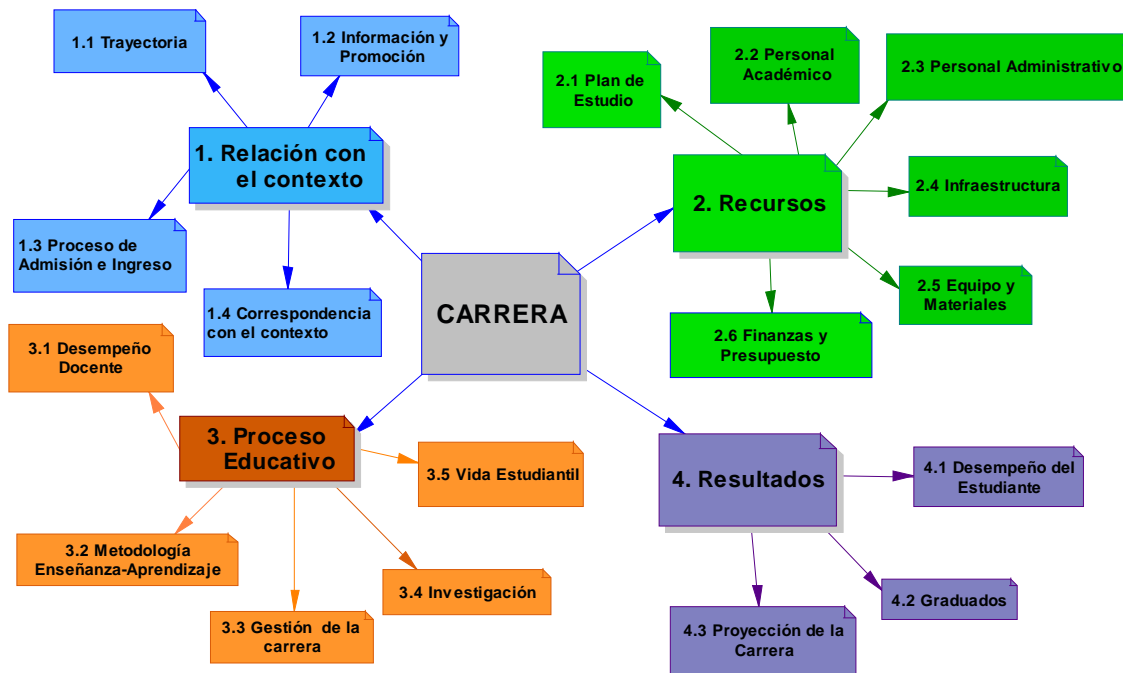 1.1 Trayectoria
1.2 Información y
Promoción
1. Relación con
el contexto
1.3 Proceso de
Admisión e Ingreso
1.4 Correspondencia
con el contexto
CARRERA
2.1 Plan de
Estudio
2.2 Personal
Académico
2.3 Personal Administrativo
2. Recursos
2.4 Infraestructura
2.5 Equipo y
Materiales
2.6 Finanzas y
Presupuesto
3.1 Desempeño
Docente
3. Proceso
Educativo
3.5 Vida Estudiantil
3.2 Metodología
Enseñanza-Aprendizaje
3.4 Investigación
3.3 Gestión de la
carrera
4. Resultados
4.1 Desempeño del
Estudiante
4.2 Graduados
4.3 Proyección de la
Carrera